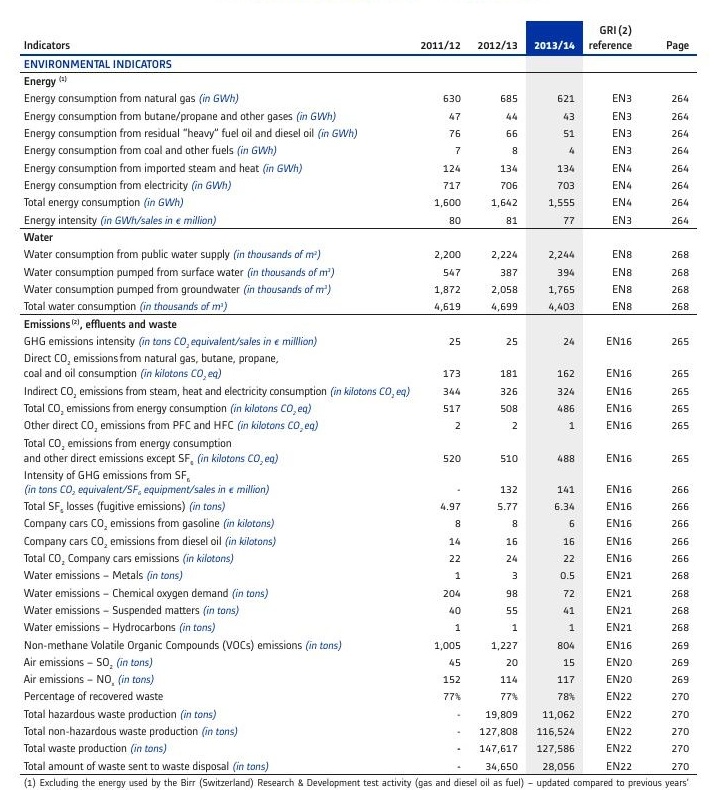 GRI (2)
Indicators 2011/12 2012/13 2013/14 reference Page
ENVIRONMENTAL INDICATORS
Energy (1)
Energy consumption from natural gas (in GWh) 630 685 621 EN3 264
Energy consumption from butane/propane and other gases (in GWh) 47 44 43 EN3 264
Energy consumption from residual "heavy" fuel oil and diesel oil (in GWh) 76 66 51 EN3 264
Energy consumption from coal and other fuels (in GWh) 7 8 4 EN3 264
Energy consumption from imported steam and heat (in GWh) 124 134 134 EN4 264
Energy consumption from electricity (in GWh) 717 706 703 EN4 264
Total energy consumption (in GWh) 1,600 1,642 1,555 EN4 264
Energy intensity (in GWh/sales in € million) 80 81 77 EN3 264
Water
Water consumption from public water supply (in thousands of m³) 2,200 2,224 2,244 EN8 268
Water consumption pumped from surface water (in thousands of m³) 547 387 394 EN8 268
Water consumption pumped from groundwater (in thousands of m³) 1,872 2,058 1,765 EN8 268
Total water consumption (in thousands of m³) 4,619 4,699 4,403 EN8 268
Emissions (2), effluents and waste
GHG emissions intensity (in tons CO₂ equivalent/sales in € million) 25 25 24 EN16 265
Direct CO₂ emissions from natural gas, butane, propane,
coal and oil consumption (in kilotons CO₂ eq) 173 181 162 EN16 265
Indirect CO₂ emissions from steam, heat and electricity consumption (in kilotons CO₂ eq) 344 326 324 EN16 265
Total CO₂ emissions from energy consumption (in kilotons CO₂ eq) 517 508 486 EN16 265
Other direct CO₂ emissions from PFC and HFC (in kilotons CO₂ eq) 2 2 1 EN16 265
Total CO₂ emissions from energy consumption
and other direct emissions except SF₆ (in kilotons CO₂ eq) 520 510 488 EN16 265
Intensity of GHG emissions from SF₆
(in tons CO₂ equivalent/SF₆ equipment/sales in € million) - 132 141 EN16 266
Total SF₆ losses (fugitive emissions) (in tons) 4.97 5.77 6.34 EN16 266
Company cars CO₂ emissions from gasoline (in kilotons) 8 8 6 EN16 266
Company cars CO₂ emissions from diesel oil (in kilotons) 14 16 16 EN16 266
Total CO₂ Company cars emissions (in kilotons) 22 24 22 EN16 266
Water emissions – Metals (in tons) 1 3 0.5 EN21 268
Water emissions – Chemical oxygen demand (in tons) 204 98 72 EN21 268
Water emissions – Suspended matters (in tons) 40 55 41 EN21 268
Water emissions – Hydrocarbons (in tons) 1 1 1 EN21 268
Non-methane Volatile Organic Compounds (VOCs) emissions (in tons) 1,005 1,227 804 EN16 269
Air emissions – SO₂ (in tons) 45 20 15 EN20 269
Air emissions – NOₓ (in tons) 152 114 117 EN20 269
Percentage of recovered waste 77% 77% 78% EN22 270
Total hazardous waste production (in tons) - 19,809 11,062 EN22 270
Total non-hazardous waste production (in tons) - 127,808 116,524 EN22 270
Total waste production (in tons) - 147,617 127,586 EN22 270
Total amount of waste sent to waste disposal (in tons) - 34,650 28,056 EN22 270
(1) Excluding the energy used by the Birr (Switzerland) Research & Development test activity (gas and diesel oil as fuel) – updated compared to previous years'